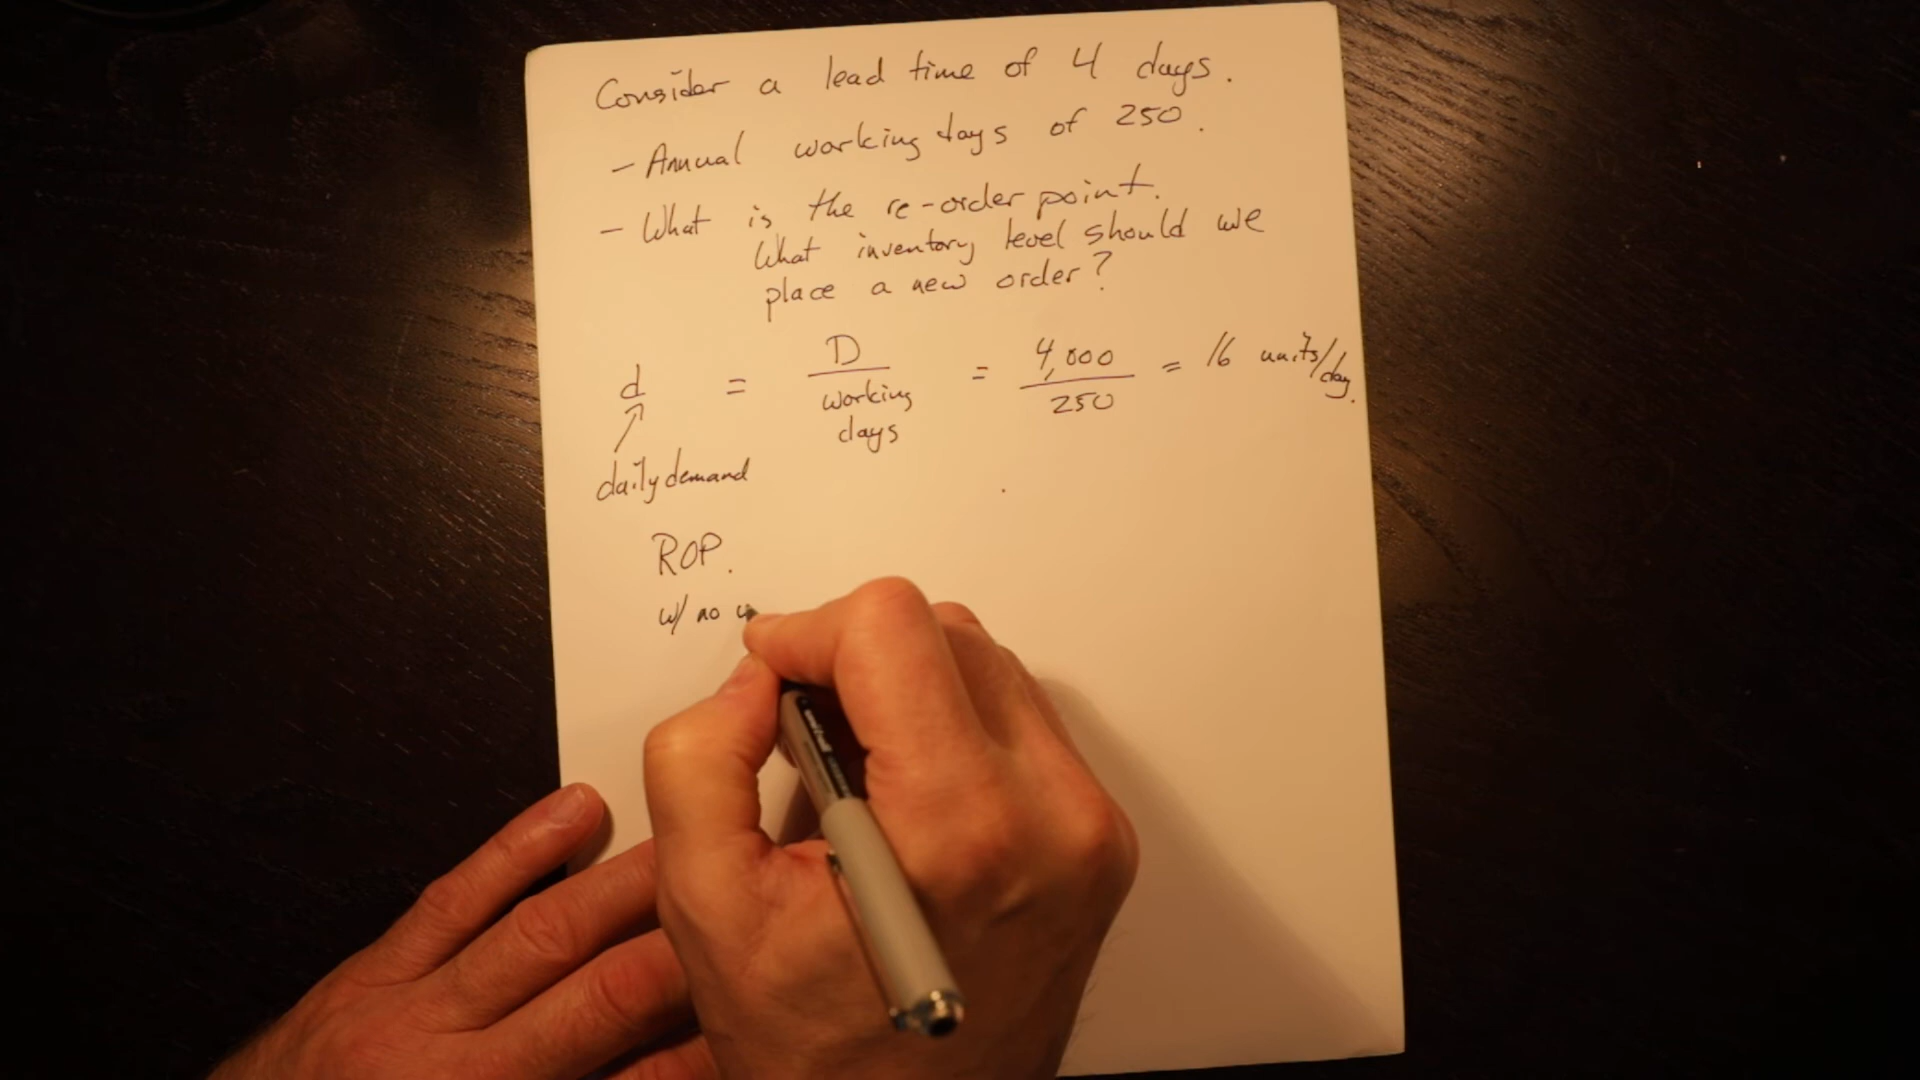 Consider a lead time of 4 days.
- Annual working days of 250.
- What is the re-order point.
What inventory level should we
place a new order?
d = D / working days = 4,000 / 250 = 16 units/day.
daily demand
ROP.
w/ no